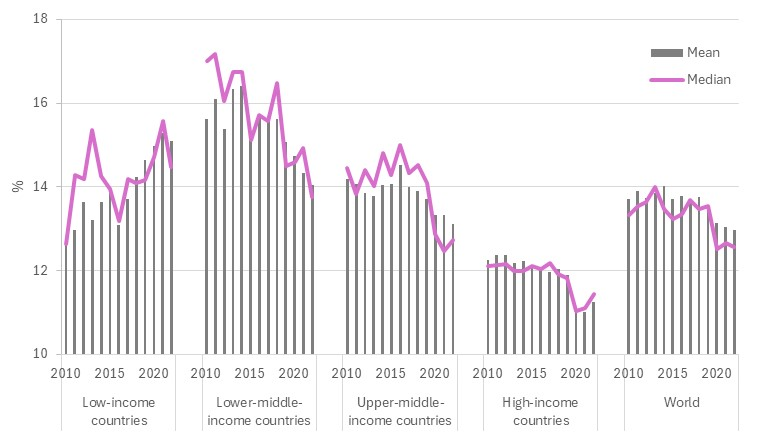 18
16
14
12
10
%
Mean
Median
2010 2015 2020 2010 2015 2020 2010 2015 2020 2010 2015 2020 2010 2015 2020
Low-income countries
Lower-middle-income countries
Upper-middle-income countries
High-income countries
World